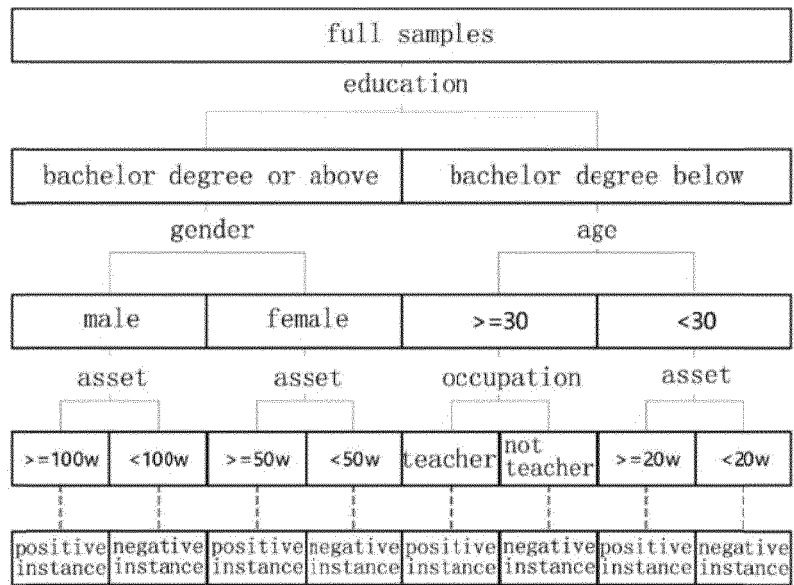 full samples
education
bachelor degree or above bachelor degree below
gender age
male female >=30 <30
asset asset occupation asset
>=100w <100w >=50w <50w teacher not teacher >=20w <20w
positive instance negative instance positive instance negative instance positive instance negative instance positive instance negative instance